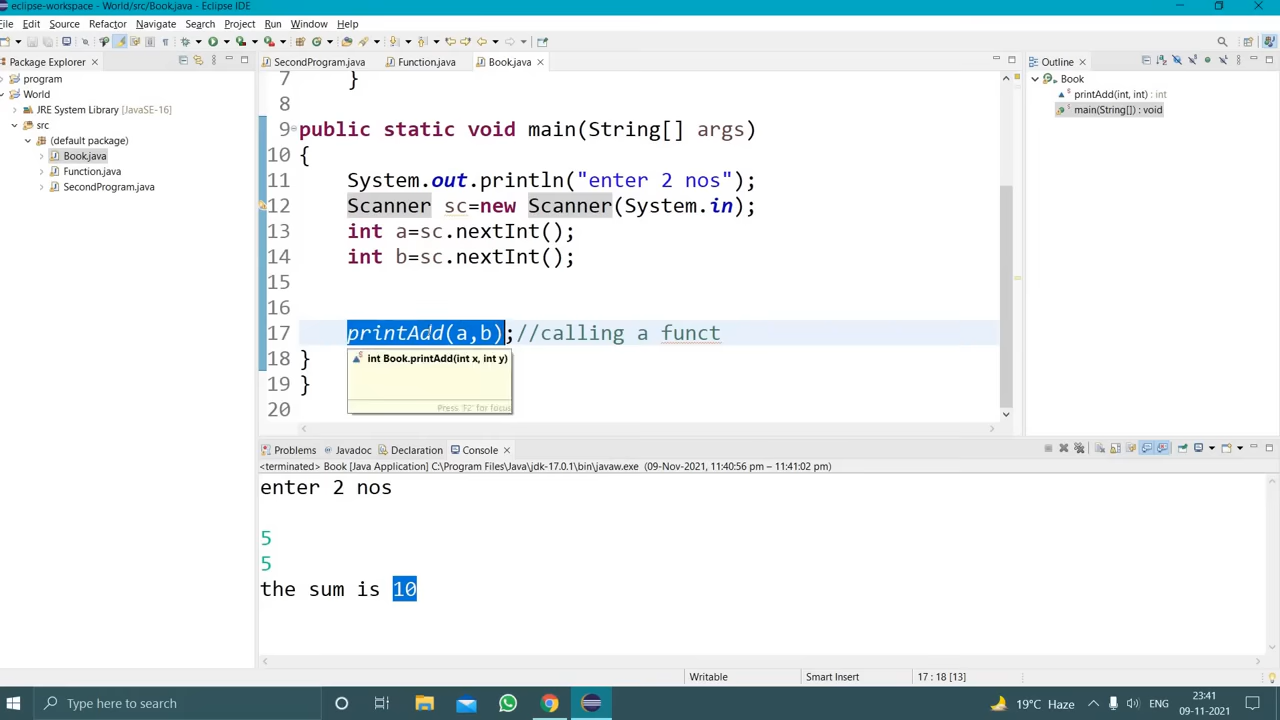 eclipse-workspace - World/src/Book.java - Eclipse IDE
File Edit Source Refactor Navigate Search Project Run Window Help
Package Explorer
SecondProgram.java Function.java Book.java
Outline
program
World
JRE System Library [JavaSE-16]
src
(default package)
Book.java
Function.java
SecondProgram.java
7 }
8
9 public static void main(String[] args)
10 {
11 System.out.println("enter 2 nos");
12 Scanner sc=new Scanner(System.in);
13 int a=sc.nextInt();
14 int b=sc.nextInt();
15
16
17 printAdd(a,b);//calling a funct
int Book.printAdd(int x, int y)
Press 'F2' for focus
18 }
19 }
20
Book
printAdd(int, int) : int
main(String[]) : void
Problems Javadoc Declaration Console
<terminated> Book [Java Application] C:\Program Files\Java\jdk-17.0.1\bin\javaw.exe (09-Nov-2021, 11:40:56 pm – 11:41:02 pm)
enter 2 nos
5
5
the sum is 10
Writable Smart Insert 17 : 18 [13]
Type here to search
19°C Haze ENG 23:41
09-11-2021